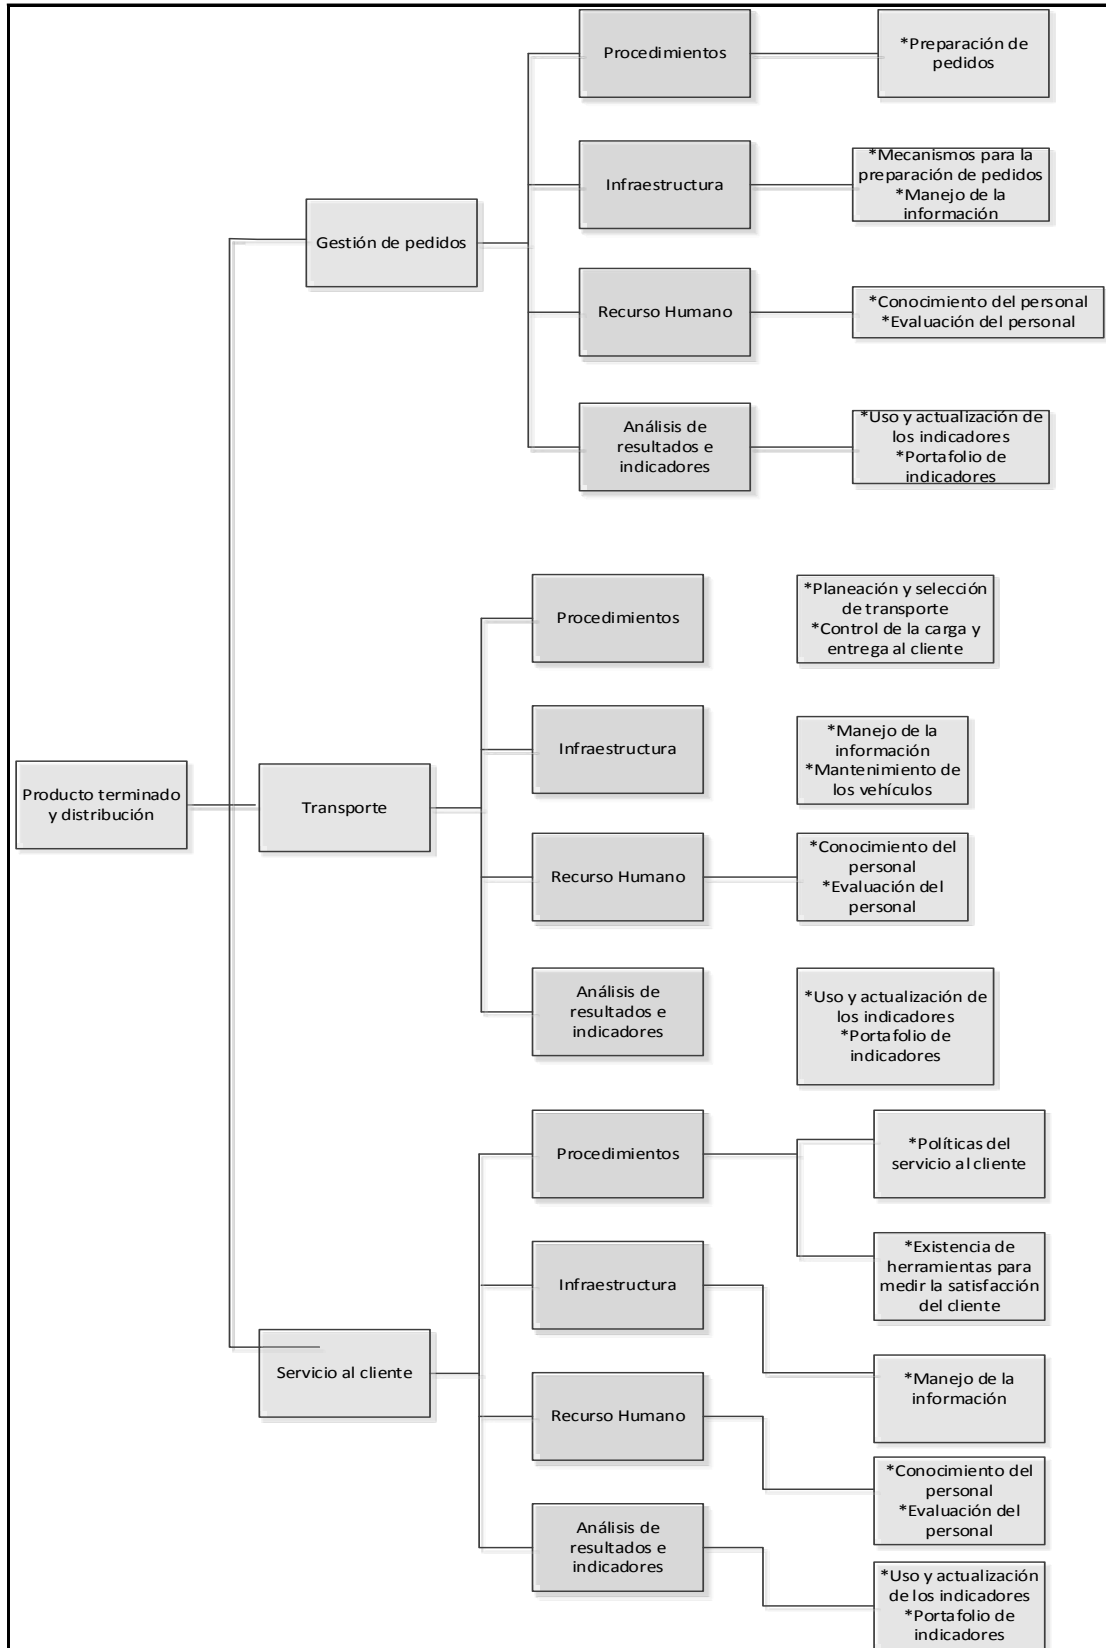 Procedimientos
*Preparación de
pedidos
Infraestructura
*Mecanismos para la
preparación de pedidos
*Manejo de la
información
Gestión de pedidos
Recurso Humano
*Conocimiento del personal
*Evaluación del personal
Análisis de
resultados e
indicadores
*Uso y actualización de
los indicadores
*Portafolio de
indicadores
Procedimientos
*Planeación y selección
de transporte
*Control de la carga y
entrega al cliente
Infraestructura
*Manejo de la
información
*Mantenimiento de
los vehículos
Producto terminado
y distribución
Transporte
Recurso Humano
*Conocimiento del
personal
*Evaluación del
personal
Análisis de
resultados e
indicadores
*Uso y actualización de
los indicadores
*Portafolio de
indicadores
Procedimientos
*Políticas del
servicio al cliente
*Existencia de
herramientas para
medir la satisfacción
del cliente
Infraestructura
*Manejo de la
información
Servicio al cliente
Recurso Humano
*Conocimiento del
personal
*Evaluación del
personal
Análisis de
resultados e
indicadores
*Uso y actualización
de los indicadores
*Portafolio de
indicadores